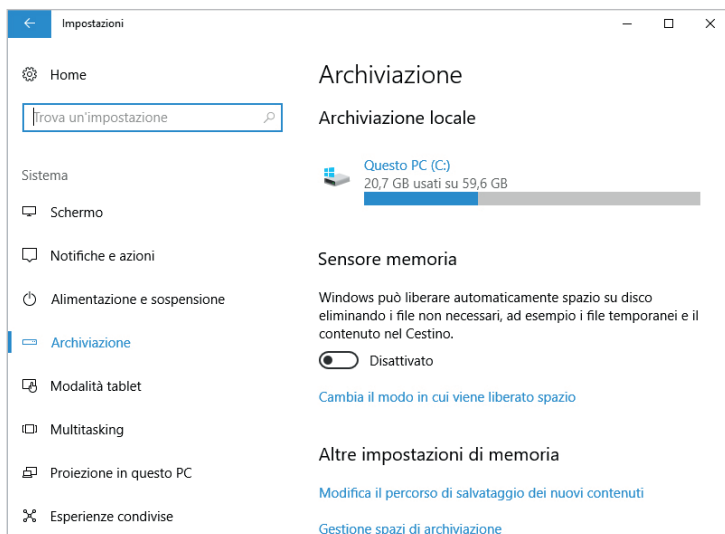 Impostazioni
Home
Trova un'impostazione
Sistema
Schermo
Notifiche e azioni
Alimentazione e sospensione
Archiviazione
Modalità tablet
Multitasking
Proiezione in questo PC
Esperienze condivise
Archiviazione
Archiviazione locale
Questo PC (C:)
20,7 GB usati su 59,6 GB
Sensore memoria
Windows può liberare automaticamente spazio su disco
eliminando i file non necessari, ad esempio i file temporanei e il
contenuto nel Cestino.
Disattivato
Cambia il modo in cui viene liberato spazio
Altre impostazioni di memoria
Modifica il percorso di salvataggio dei nuovi contenuti
Gestione spazi di archiviazione